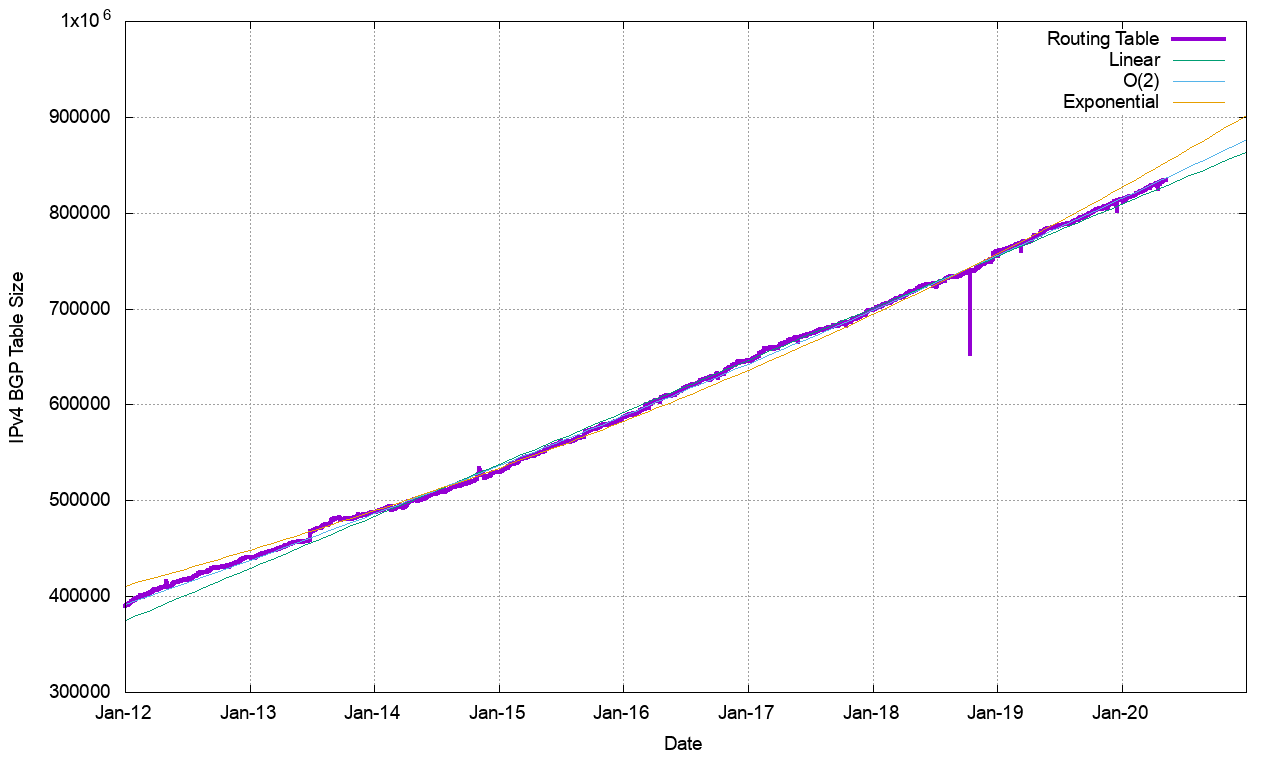 1x10 6
900000
800000
700000
600000
500000
400000
300000
IPv4 BGP Table Size
Routing Table
Linear
O(2)
Exponential
Jan-12 Jan-13 Jan-14 Jan-15 Jan-16 Jan-17 Jan-18 Jan-19 Jan-20
Date